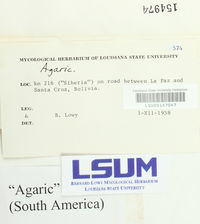 154974
MYCOLOGICAL HERBARIUM OF LOUISIANA STATE UNIVERSITY
574
Agaric.
LOC. km 216 ("Siberia") on road between La Paz and
Santa Cruz, Bolivia.
LEG.
& B. Lowy
DET.
1-XII-1958
LSUM
BERNARD LOWY MYCOLOGICAL HERBARIUM
LOUISIANA STATE UNIVERSITY
"Agaric"
(South America)